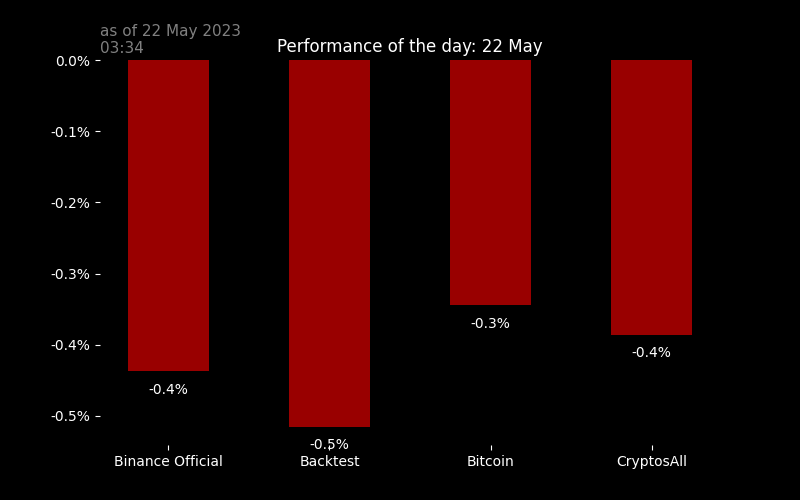 as of 22 May 2023
03:34
Performance of the day: 22 May
0.0%
-0.1%
-0.2%
-0.3%
-0.4%
-0.5%
-0.4%
-0.5%
-0.3%
-0.4%
Binance Official
Backtest
Bitcoin
CryptosAll